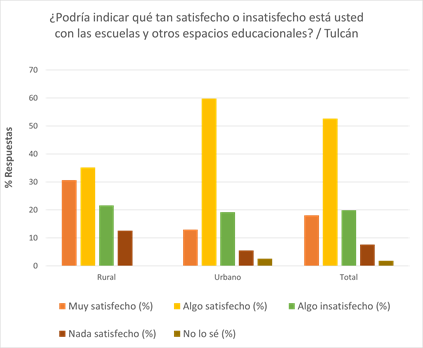 ¿Podría indicar qué tan satisfecho o insatisfecho está usted
con las escuelas y otros espacios educacionales? / Tulcán
% Respuestas
70
60
50
40
30
20
10
0
Rural
Urbano
Total
Muy satisfecho (%)
Algo satisfecho (%)
Algo insatisfecho (%)
Nada satisfecho (%)
No lo sé (%)